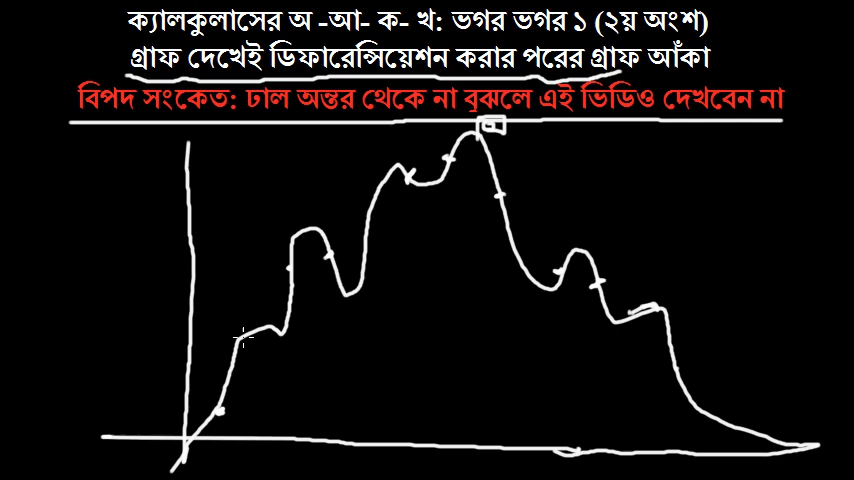 ক্যালকুলাসের অ -আ- ক- খ: ভগর ভগর ১ (২য় অংশ)
গ্রাফ দেখেই ডিফারেন্সিয়েশন করার পরের গ্রাফ আঁকা
বিপদ সংকেত: ঢাল অন্তর থেকে না বুঝলে এই ভিডিও দেখবেন না